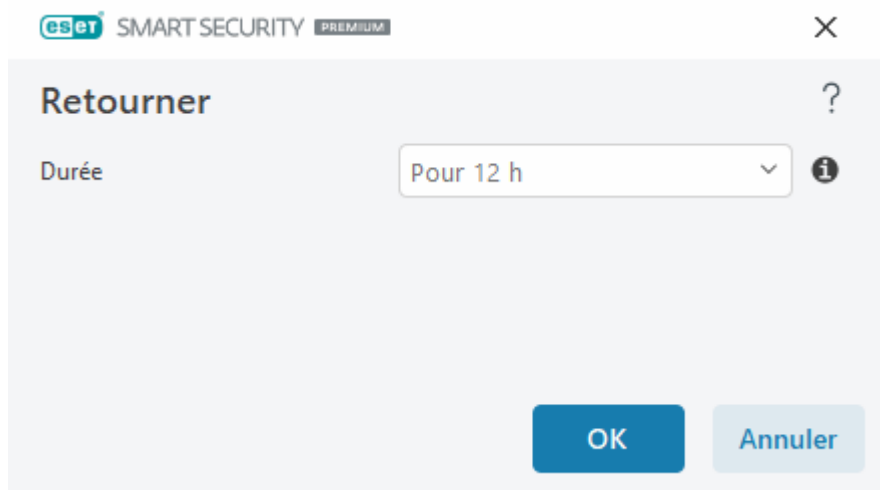 eset SMART SECURITY PREMIUM
Retourner
?
Durée
Pour 12 h
OK
Annuler